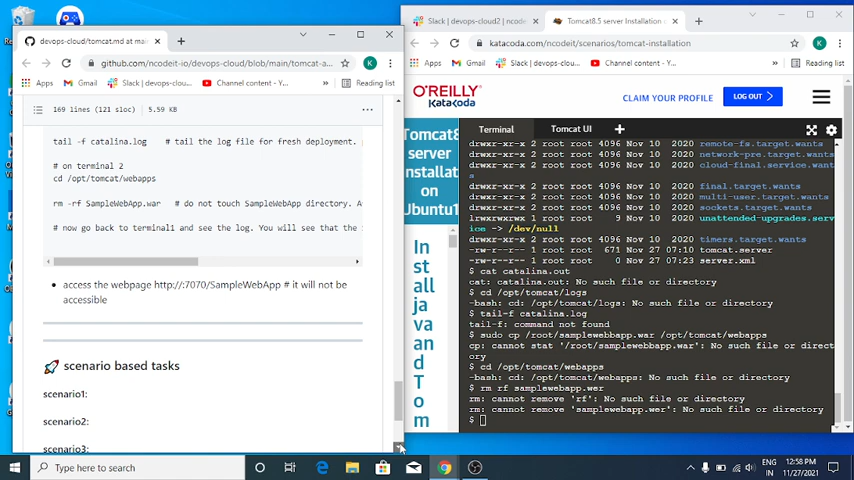 devops-cloud/tomcat.md at mai
github.com/ncodeit-io/devops-cloud/blob/main/tomcat-a...
K
Apps
Gmail
Slack | devops-clou...
Channel content - Y...
Reading list
169 lines (121 sloc)
5.59 KB
tail -f catalina.log # tail the log file for fresh deployment.
# on terminal 2
cd /opt/tomcat/webapps
rm -rf SampleWebApp.war # do not touch SampleWebApp directory. A
# now go back to terminal1 and see the log. You will see that the
access the webpage http://:7070/SampleWebApp # it will not be
accessible
🚀 scenario based tasks
scenario1:
scenario2:
scenario3:
Slack | devops-cloud2 | ncode
Tomcat8.5 server Installation
katacoda.com/ncodeit/scenarios/tomcat-installation
K
Apps
Gmail
Slack | devops-clou...
Channel content - Y...
Reading list
O'REILLY
Katacoda
CLAIM YOUR PROFILE
LOG OUT
Tomcat8
server
installat
on
Ubuntu1
In
st
all
ja
va
an
d
T
o
m
Terminal
Tomcat UI
drwxr-xr-x 2 root root 4096 Nov 10 2020 remote-fs.target.wants
drwxr-xr-x 2 root root 4096 Nov 10 2020 network-pre.target.wants
drwxr-xr-x 2 root root 4096 Nov 10 2020 cloud-final.service.want
s
drwxr-xr-x 2 root root 4096 Nov 10 2020 final.target.wants
drwxr-xr-x 2 root root 4096 Nov 10 2020 multi-user.target.wants
drwxr-xr-x 2 root root 4096 Nov 10 2020 sockets.target.wants
lrwxrwxrwx 1 root root 9 Nov 10 2020 unattended-upgrades.serv
ice -> /dev/null
drwxr-xr-x 2 root root 4096 Nov 10 2020 timers.target.wants
-rw-r--r-- 1 root root 671 Nov 27 07:10 tomcat.server
-rw-r--r-- 1 root root 0 Nov 27 07:23 server.xml
$ cat catalina.out
cat: catalina.out: No such file or directory
$ cd /opt/tomcat/logs
-bash: cd: /opt/tomcat/logs: No such file or directory
$ tail-f catalina.log
tail-f: command not found
$ sudo cp /root/samplewebbapp.war /opt/tomcat/webapps
cp: cannot stat '/root/samplewebbapp.war': No such file or direct
ory
$ cd /opt/tomcat/webapps
-bash: cd: /opt/tomcat/webapps: No such file or directory
$ rm rf samplewebapp.wer
rm: cannot remove 'rf': No such file or directory
rm: cannot remove 'samplewebapp.wer': No such file or directory
$
Type here to search
ENG
IN
12:58 PM
11/27/2021